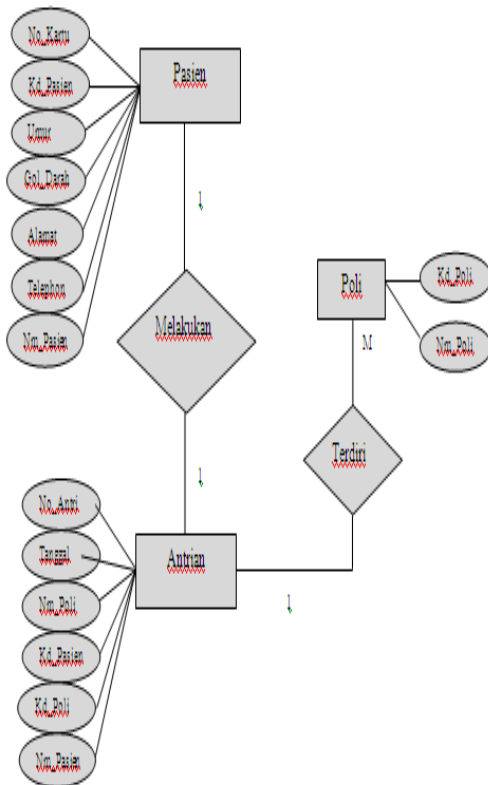 No_Kartu
Kd_Pasien
Umur
Gol_Darah
Alamat
Telephon
Nm_Pasien
Pasien
1
Melakukan
1
Poli
Kd_Poli
Nm_Poli
M
Terdiri
1
Antrian
No_Antri
Tanggal
Nm_Poli
Kd_Pasien
Kd_Poli
Nm_Pasien